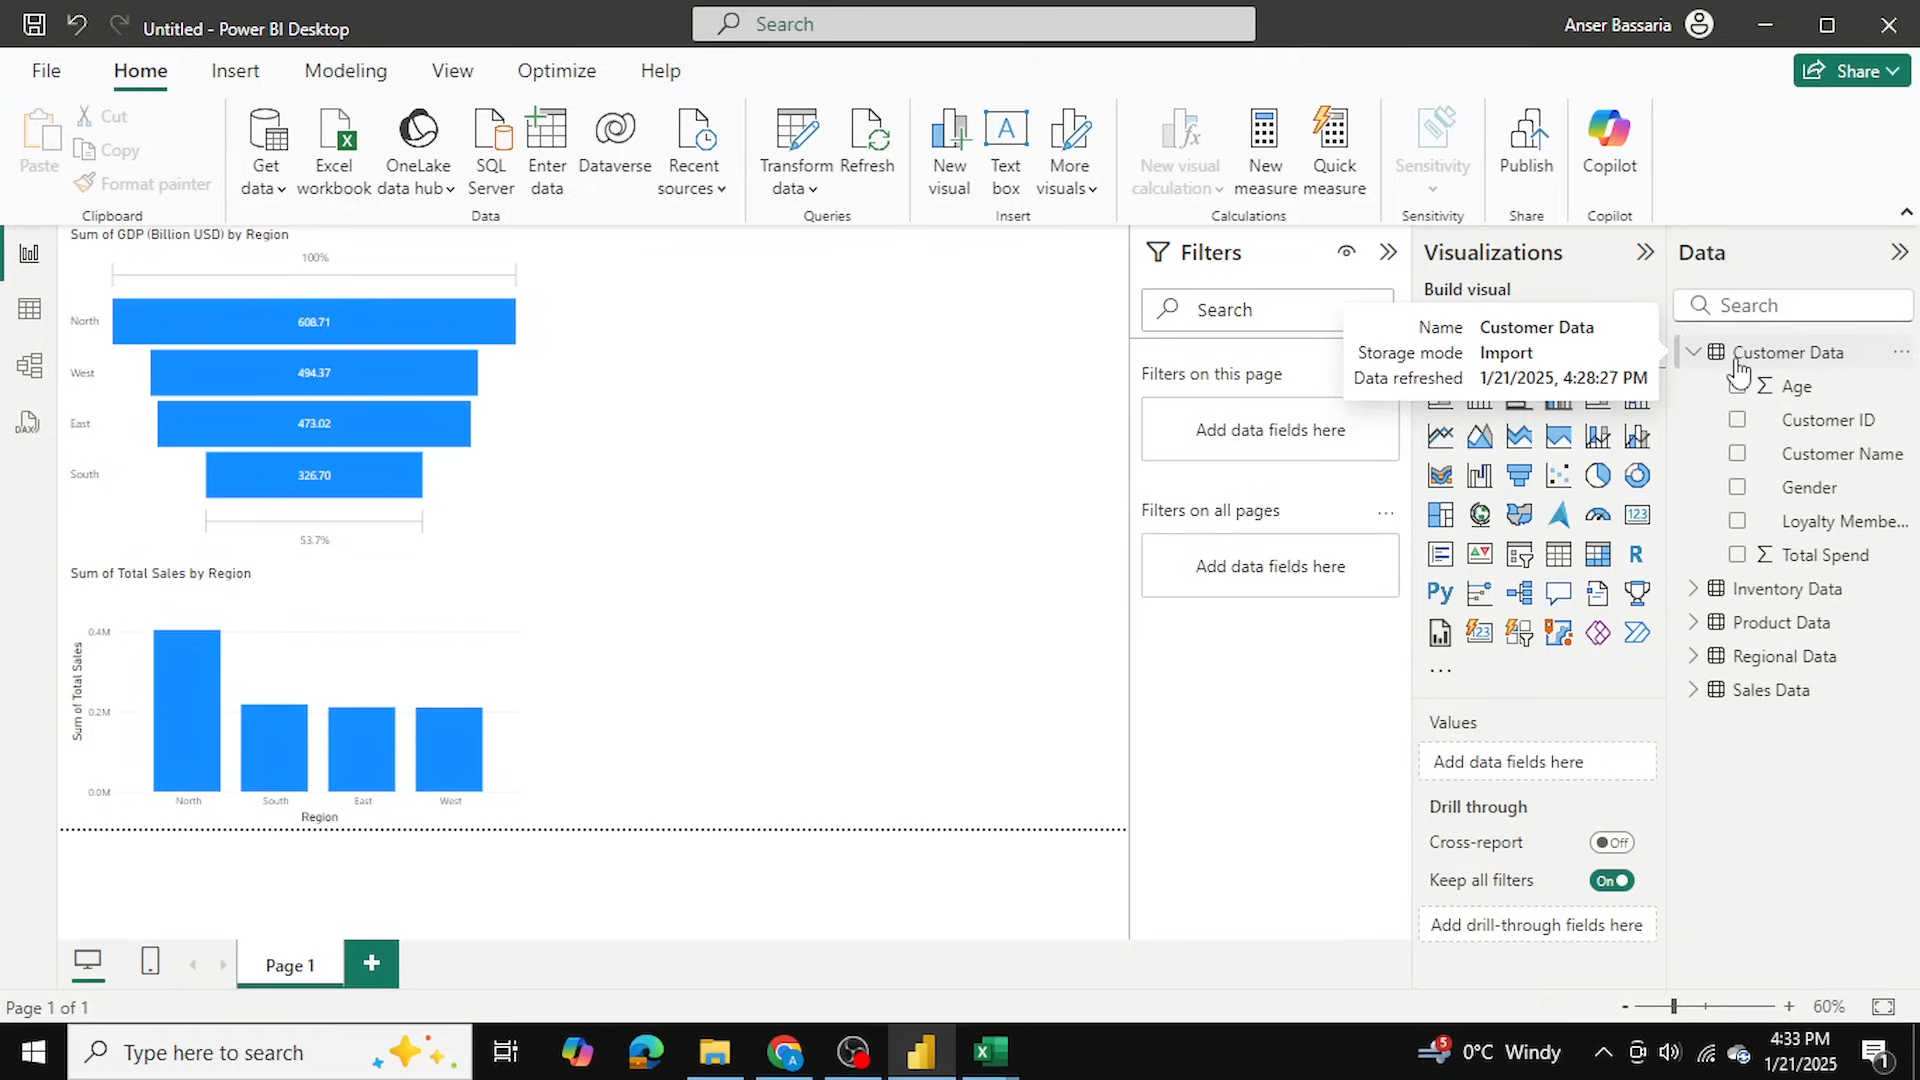 Untitled - Power BI Desktop
Search
Anser Bassaria
File
Home
Insert
Modeling
View
Optimize
Help
Share
Paste
Cut
Copy
Format painter
Clipboard
Get data
Excel workbook
OneLake data hub
SQL Server
Enter data
Dataverse
Recent sources
Data
Transform data
Refresh
Queries
New visual
Text box
More visuals
Insert
New visual calculation
New measure
Quick measure
Calculations
Sensitivity
Sensitivity
Publish
Share
Copilot
Copilot
Sum of GDP (Billion USD) by Region
100%
North
608.71
West
494.37
East
473.02
South
326.70
53.7%
Sum of Total Sales by Region
Sum of Total Sales
0.4M
0.2M
0.0M
North
South
East
West
Region
Filters
Search
Filters on this page
Add data fields here
Filters on all pages
...
Add data fields here
Visualizations
Build visual
Name Customer Data
Storage mode Import
Data refreshed 1/21/2025, 4:28:27 PM
123
R
Py
123
...
Values
Add data fields here
Drill through
Cross-report
Off
Keep all filters
On
Add drill-through fields here
Data
Search
Customer Data
...
Σ Age
Customer ID
Customer Name
Gender
Loyalty Membe...
Σ Total Spend
Inventory Data
Product Data
Regional Data
Sales Data
DAX
Page 1
+
Page 1 of 1
- + 60%
Type here to search
A
5
0°C Windy
4:33 PM
1/21/2025
1